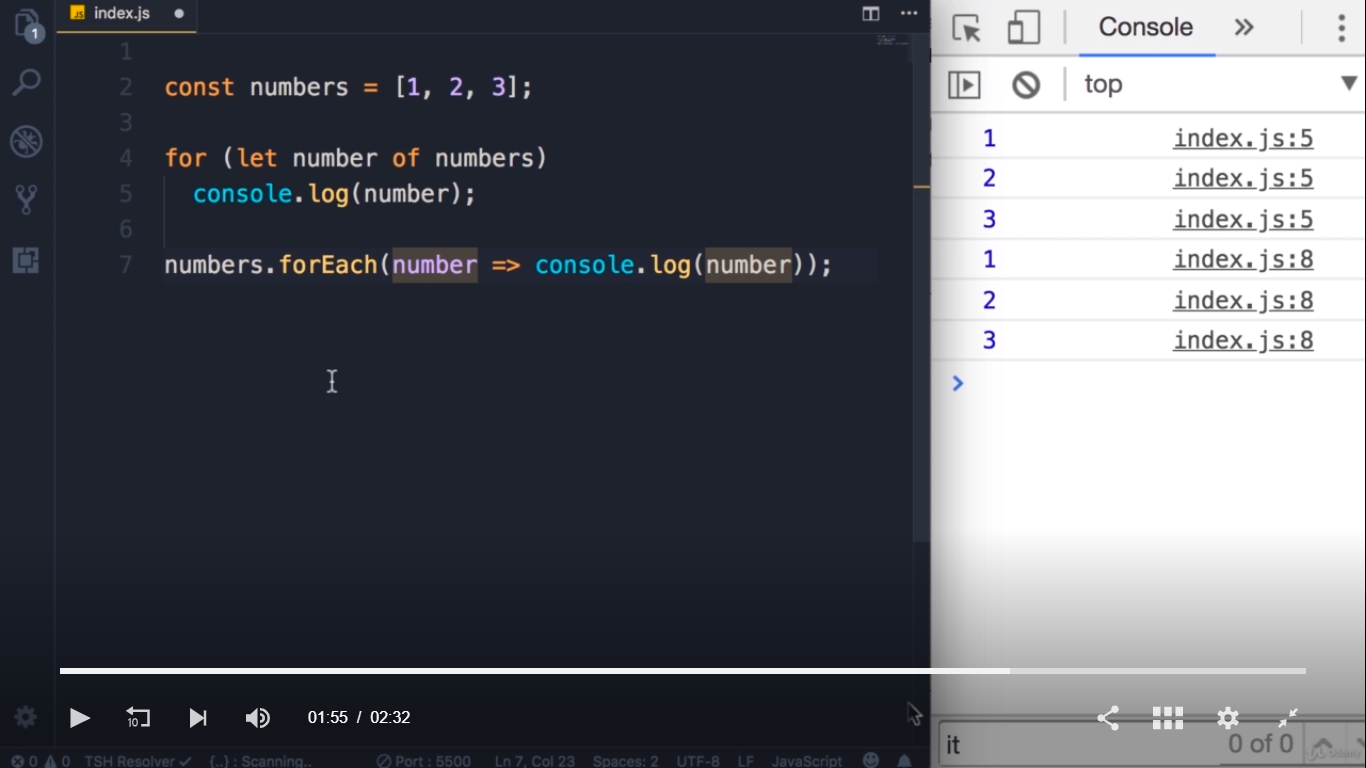 index.js
1
1
2 const numbers = [1, 2, 3];
3
4 for (let number of numbers)
5 console.log(number);
6
7 numbers.forEach(number => console.log(number));
Console
top
1 index.js:5
2 index.js:5
3 index.js:5
1 index.js:8
2 index.js:8
3 index.js:8
10
01:55 / 02:32
it 0 of 0
0 0 TSH Resolver {..} : Scanning.. Port : 5500 Ln 7, Col 23 Spaces: 2 UTF-8 LF JavaScript